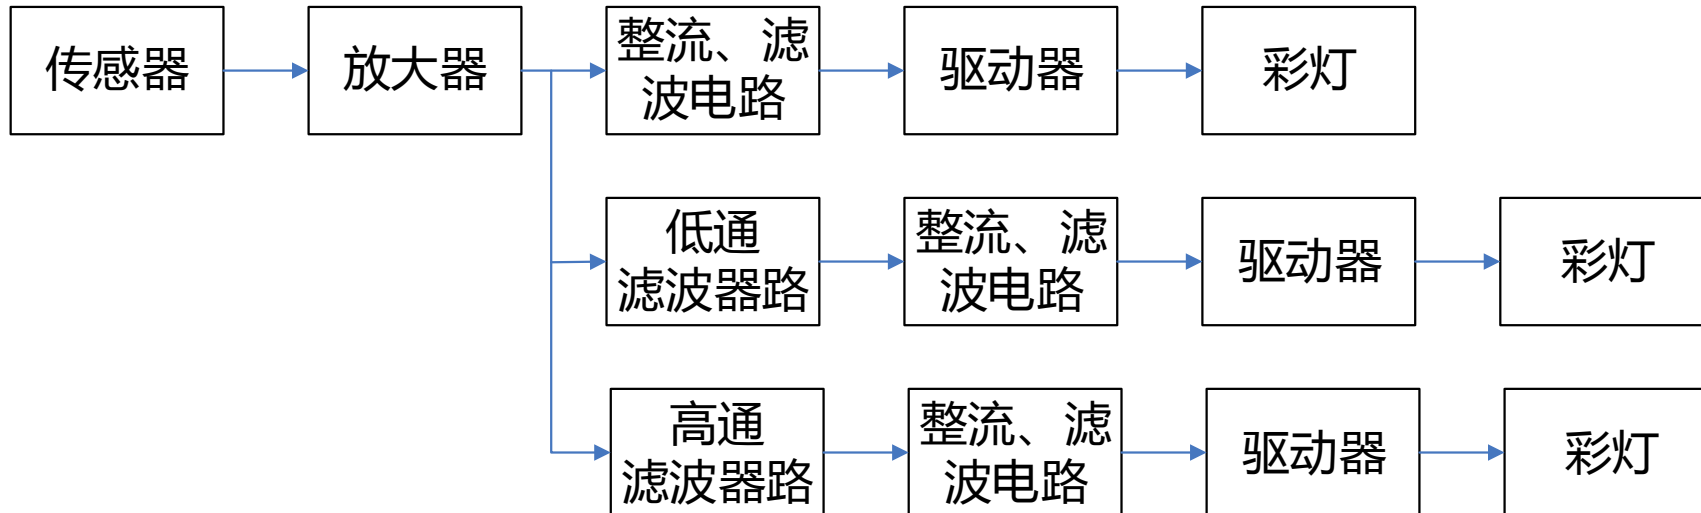 传感器
放大器
整流、滤
波电路
驱动器
彩灯
低通
滤波器路
整流、滤
波电路
驱动器
彩灯
高通
滤波器路
整流、滤
波电路
驱动器
彩灯